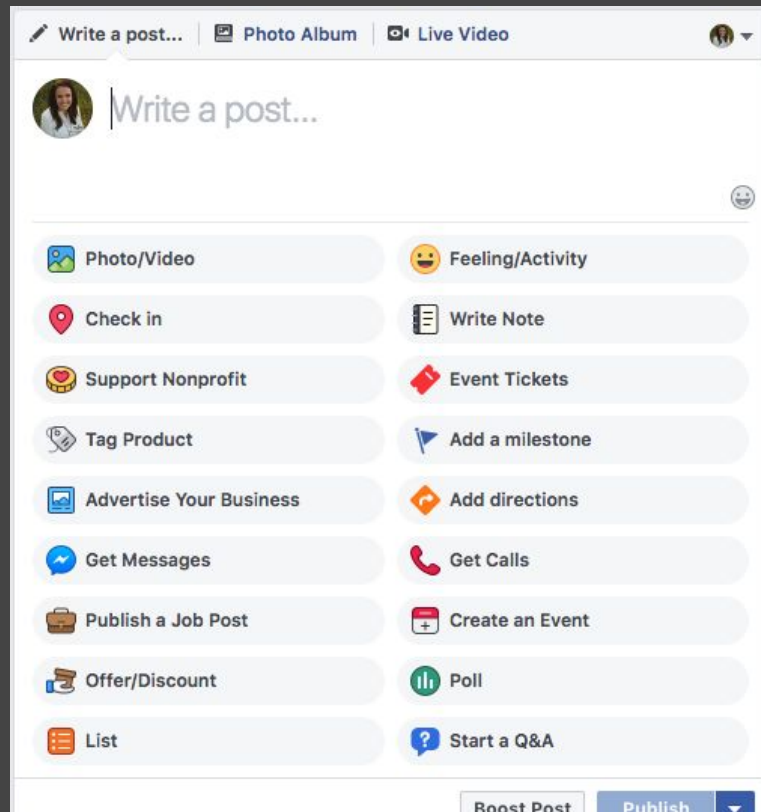 Write a post... Photo Album Live Video
Write a post...
Photo/Video Feeling/Activity
Check in Write Note
Support Nonprofit Event Tickets
Tag Product Add a milestone
Advertise Your Business Add directions
Get Messages Get Calls
Publish a Job Post Create an Event
Offer/Discount Poll
List Start a Q&A
Boost Post Publish